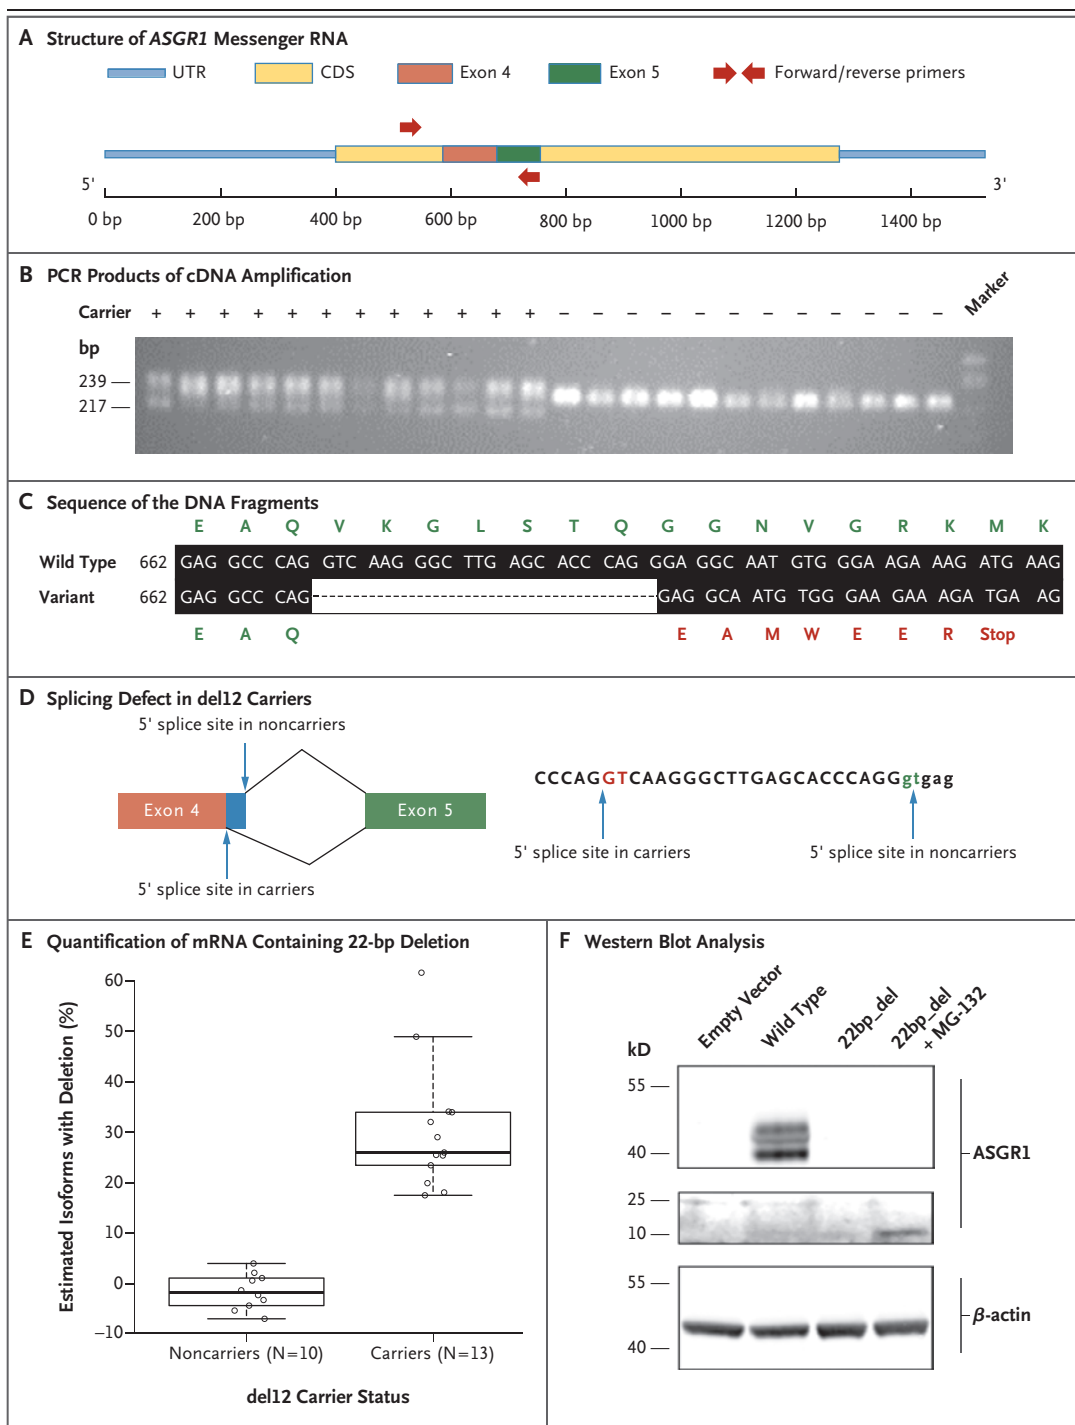 A Structure of ASGR1 Messenger RNA
UTR CDS Exon 4 Exon 5 Forward/reverse primers
5' 3'
0 bp 200 bp 400 bp 600 bp 800 bp 1000 bp 1200 bp 1400 bp
B PCR Products of cDNA Amplification
Marker
Carrier + + + + + + + + + + + + – – – – – – – – – – – –
bp
239
217
C Sequence of the DNA Fragments
E A Q V K G L S T Q G G N V G R K M K
Wild Type 662 GAG GCC CAG GTC AAG GGC TTG AGC ACC CAG GGA GGC AAT GTG GGA AGA AAG ATG AAG
Variant 662 GAG GCC CAG ---------- GAG GCA ATG TGG GAA GAA AGA TGA AG
E A Q E A M W E E R Stop
D Splicing Defect in del12 Carriers
5' splice site in noncarriers
CCCAGGTCAAGGGCTTGAGCACCCAGGgtgag
Exon 4 Exon 5
5' splice site in carriers 5' splice site in noncarriers
5' splice site in carriers
E Quantification of mRNA Containing 22-bp Deletion
Estimated Isoforms with Deletion (%)
60
50
40
30
20
10
0
–10
Noncarriers (N=10) Carriers (N=13)
del12 Carrier Status
F Western Blot Analysis
Empty Vector
Wild Type
22bp_del
22bp_del
+ MG-132
kD
55
40
ASGR1
25
10
55
β-actin
40